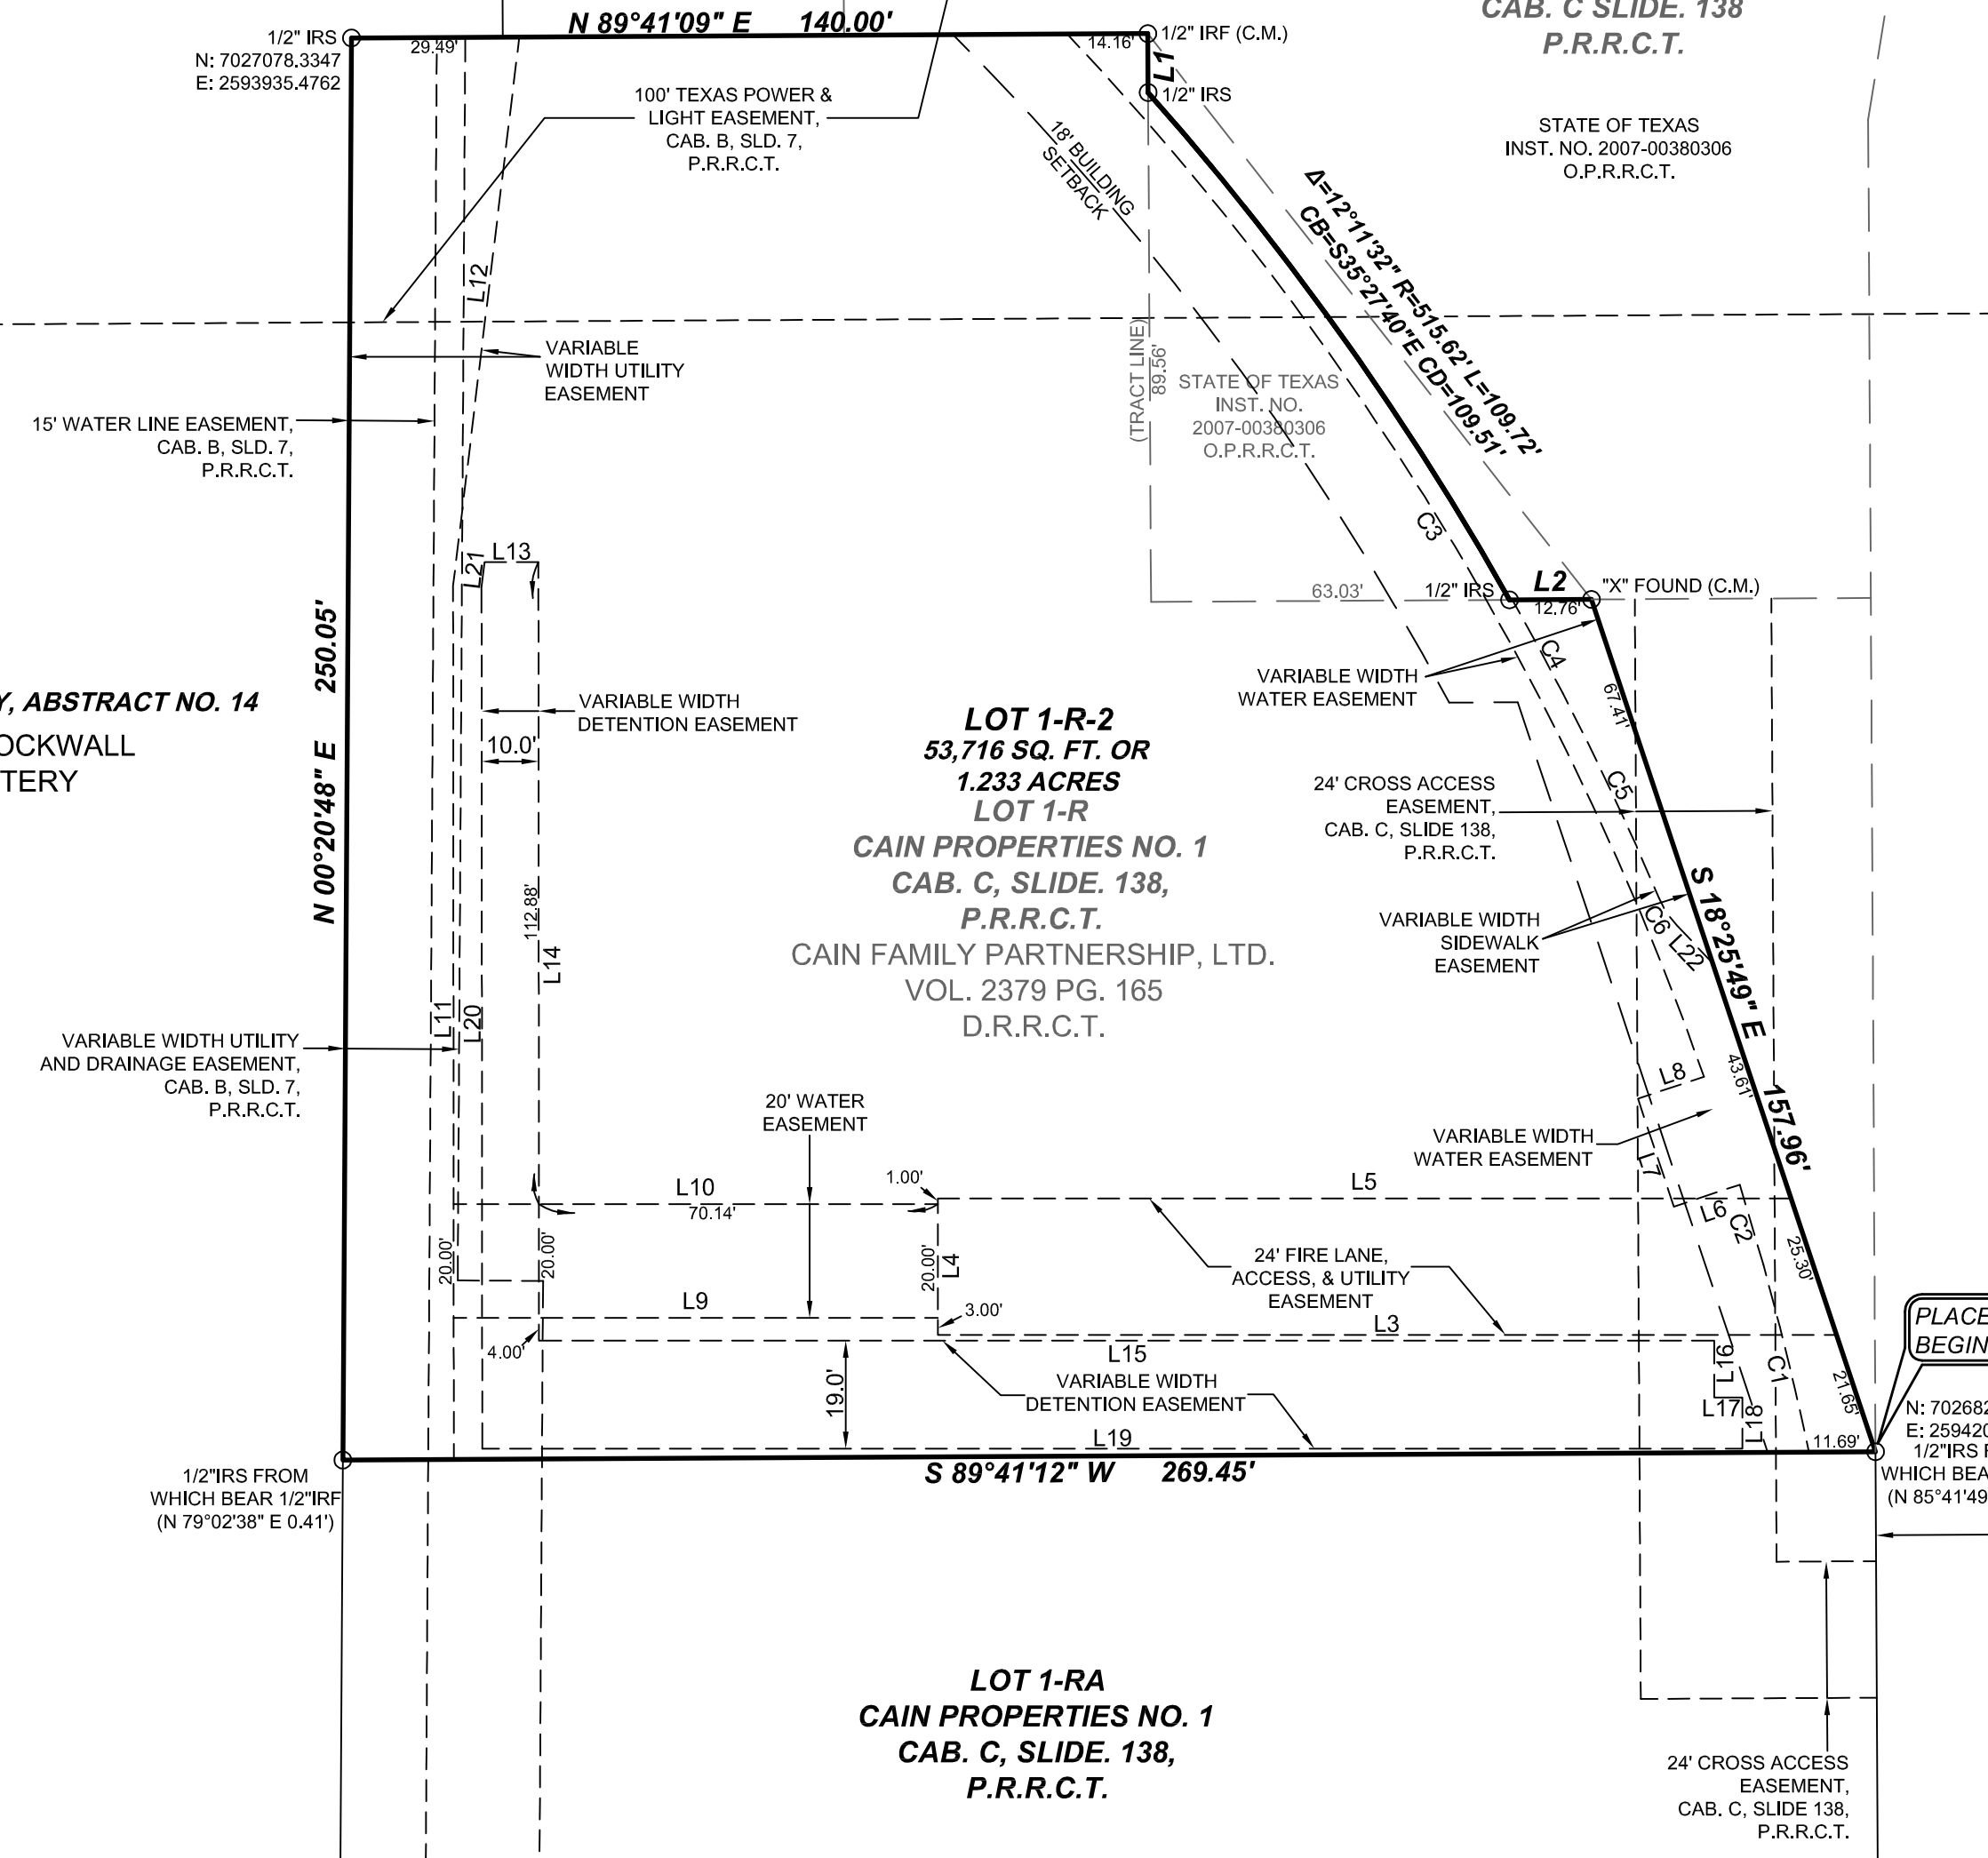 CAB. C SLIDE. 138
P.R.R.C.T.
N 89°41'09" E 140.00'
1/2" IRS
N: 7027078.3347
E: 2593935.4762
29.49'
14.16'
1/2" IRF (C.M.)
L1
1/2" IRS
100' TEXAS POWER &
LIGHT EASEMENT,
CAB. B, SLD. 7,
P.R.R.C.T.
18' BUILDING
SETBACK
STATE OF TEXAS
INST. NO. 2007-00380306
O.P.R.R.C.T.
Δ=12°11'32" R=515.62' L=109.72'
CB=S35°27'40"E CD=109.51'
L12
VARIABLE
WIDTH UTILITY
EASEMENT
(TRACT LINE)
89.56'
STATE OF TEXAS
INST. NO.
2007-00380306
O.P.R.R.C.T.
15' WATER LINE EASEMENT,
CAB. B, SLD. 7,
P.R.R.C.T.
C3
L13
L21
63.03'
1/2" IRS
L2
12.76'
"X" FOUND (C.M.)
N 00°20'48" E 250.05'
Y, ABSTRACT NO. 14
OCKWALL
TERY
VARIABLE WIDTH
DETENTION EASEMENT
10.0'
VARIABLE WIDTH
WATER EASEMENT
C4
67.41'
LOT 1-R-2
53,716 SQ. FT. OR
1.233 ACRES
LOT 1-R
CAIN PROPERTIES NO. 1
CAB. C, SLIDE. 138,
P.R.R.C.T.
CAIN FAMILY PARTNERSHIP, LTD.
VOL. 2379 PG. 165
D.R.R.C.T.
24' CROSS ACCESS
EASEMENT,
CAB. C, SLIDE 138,
P.R.R.C.T.
C5
112.88'
L14
VARIABLE WIDTH
SIDEWALK
EASEMENT
C6
L22
S 18°25'49" E 157.96'
L11
L20
VARIABLE WIDTH UTILITY
AND DRAINAGE EASEMENT,
CAB. B, SLD. 7,
P.R.R.C.T.
L8
43.61'
20' WATER
EASEMENT
VARIABLE WIDTH
WATER EASEMENT
L7
L10
70.14'
1.00'
L5
L6
C2
20.00'
20.00'
20.00'
L4
24' FIRE LANE,
ACCESS, & UTILITY
EASEMENT
25.30'
L9
3.00'
L3
4.00'
19.0'
L15
L16
C1
VARIABLE WIDTH
DETENTION EASEMENT
L17
L18
21.65'
L19
11.69'
PLACE
BEGIN
N: 702682
E: 259420
1/2"IRS F
WHICH BEA
(N 85°41'49
1/2"IRS FROM
WHICH BEAR 1/2"IRF
(N 79°02'38" E 0.41')
S 89°41'12" W 269.45'
LOT 1-RA
CAIN PROPERTIES NO. 1
CAB. C, SLIDE. 138,
P.R.R.C.T.
24' CROSS ACCESS
EASEMENT,
CAB. C, SLIDE 138,
P.R.R.C.T.